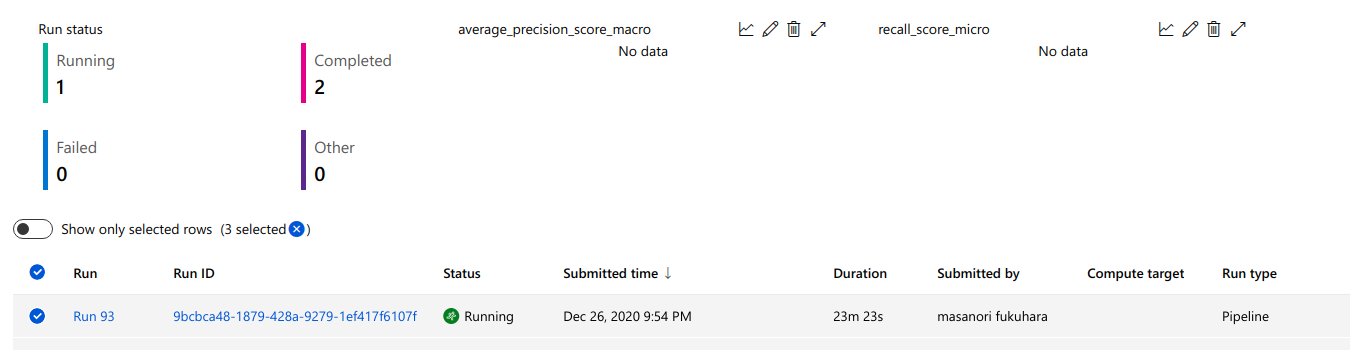 Run status
average_precision_score_macro
recall_score_micro
No data
No data
Running
1
Completed
2
Failed
0
Other
0
Show only selected rows (3 selected )
Run Run ID Status Submitted time ↓ Duration Submitted by Compute target Run type
Run 93 9bcbca48-1879-428a-9279-1ef417f6107f Running Dec 26, 2020 9:54 PM 23m 23s masanori fukuhara Pipeline